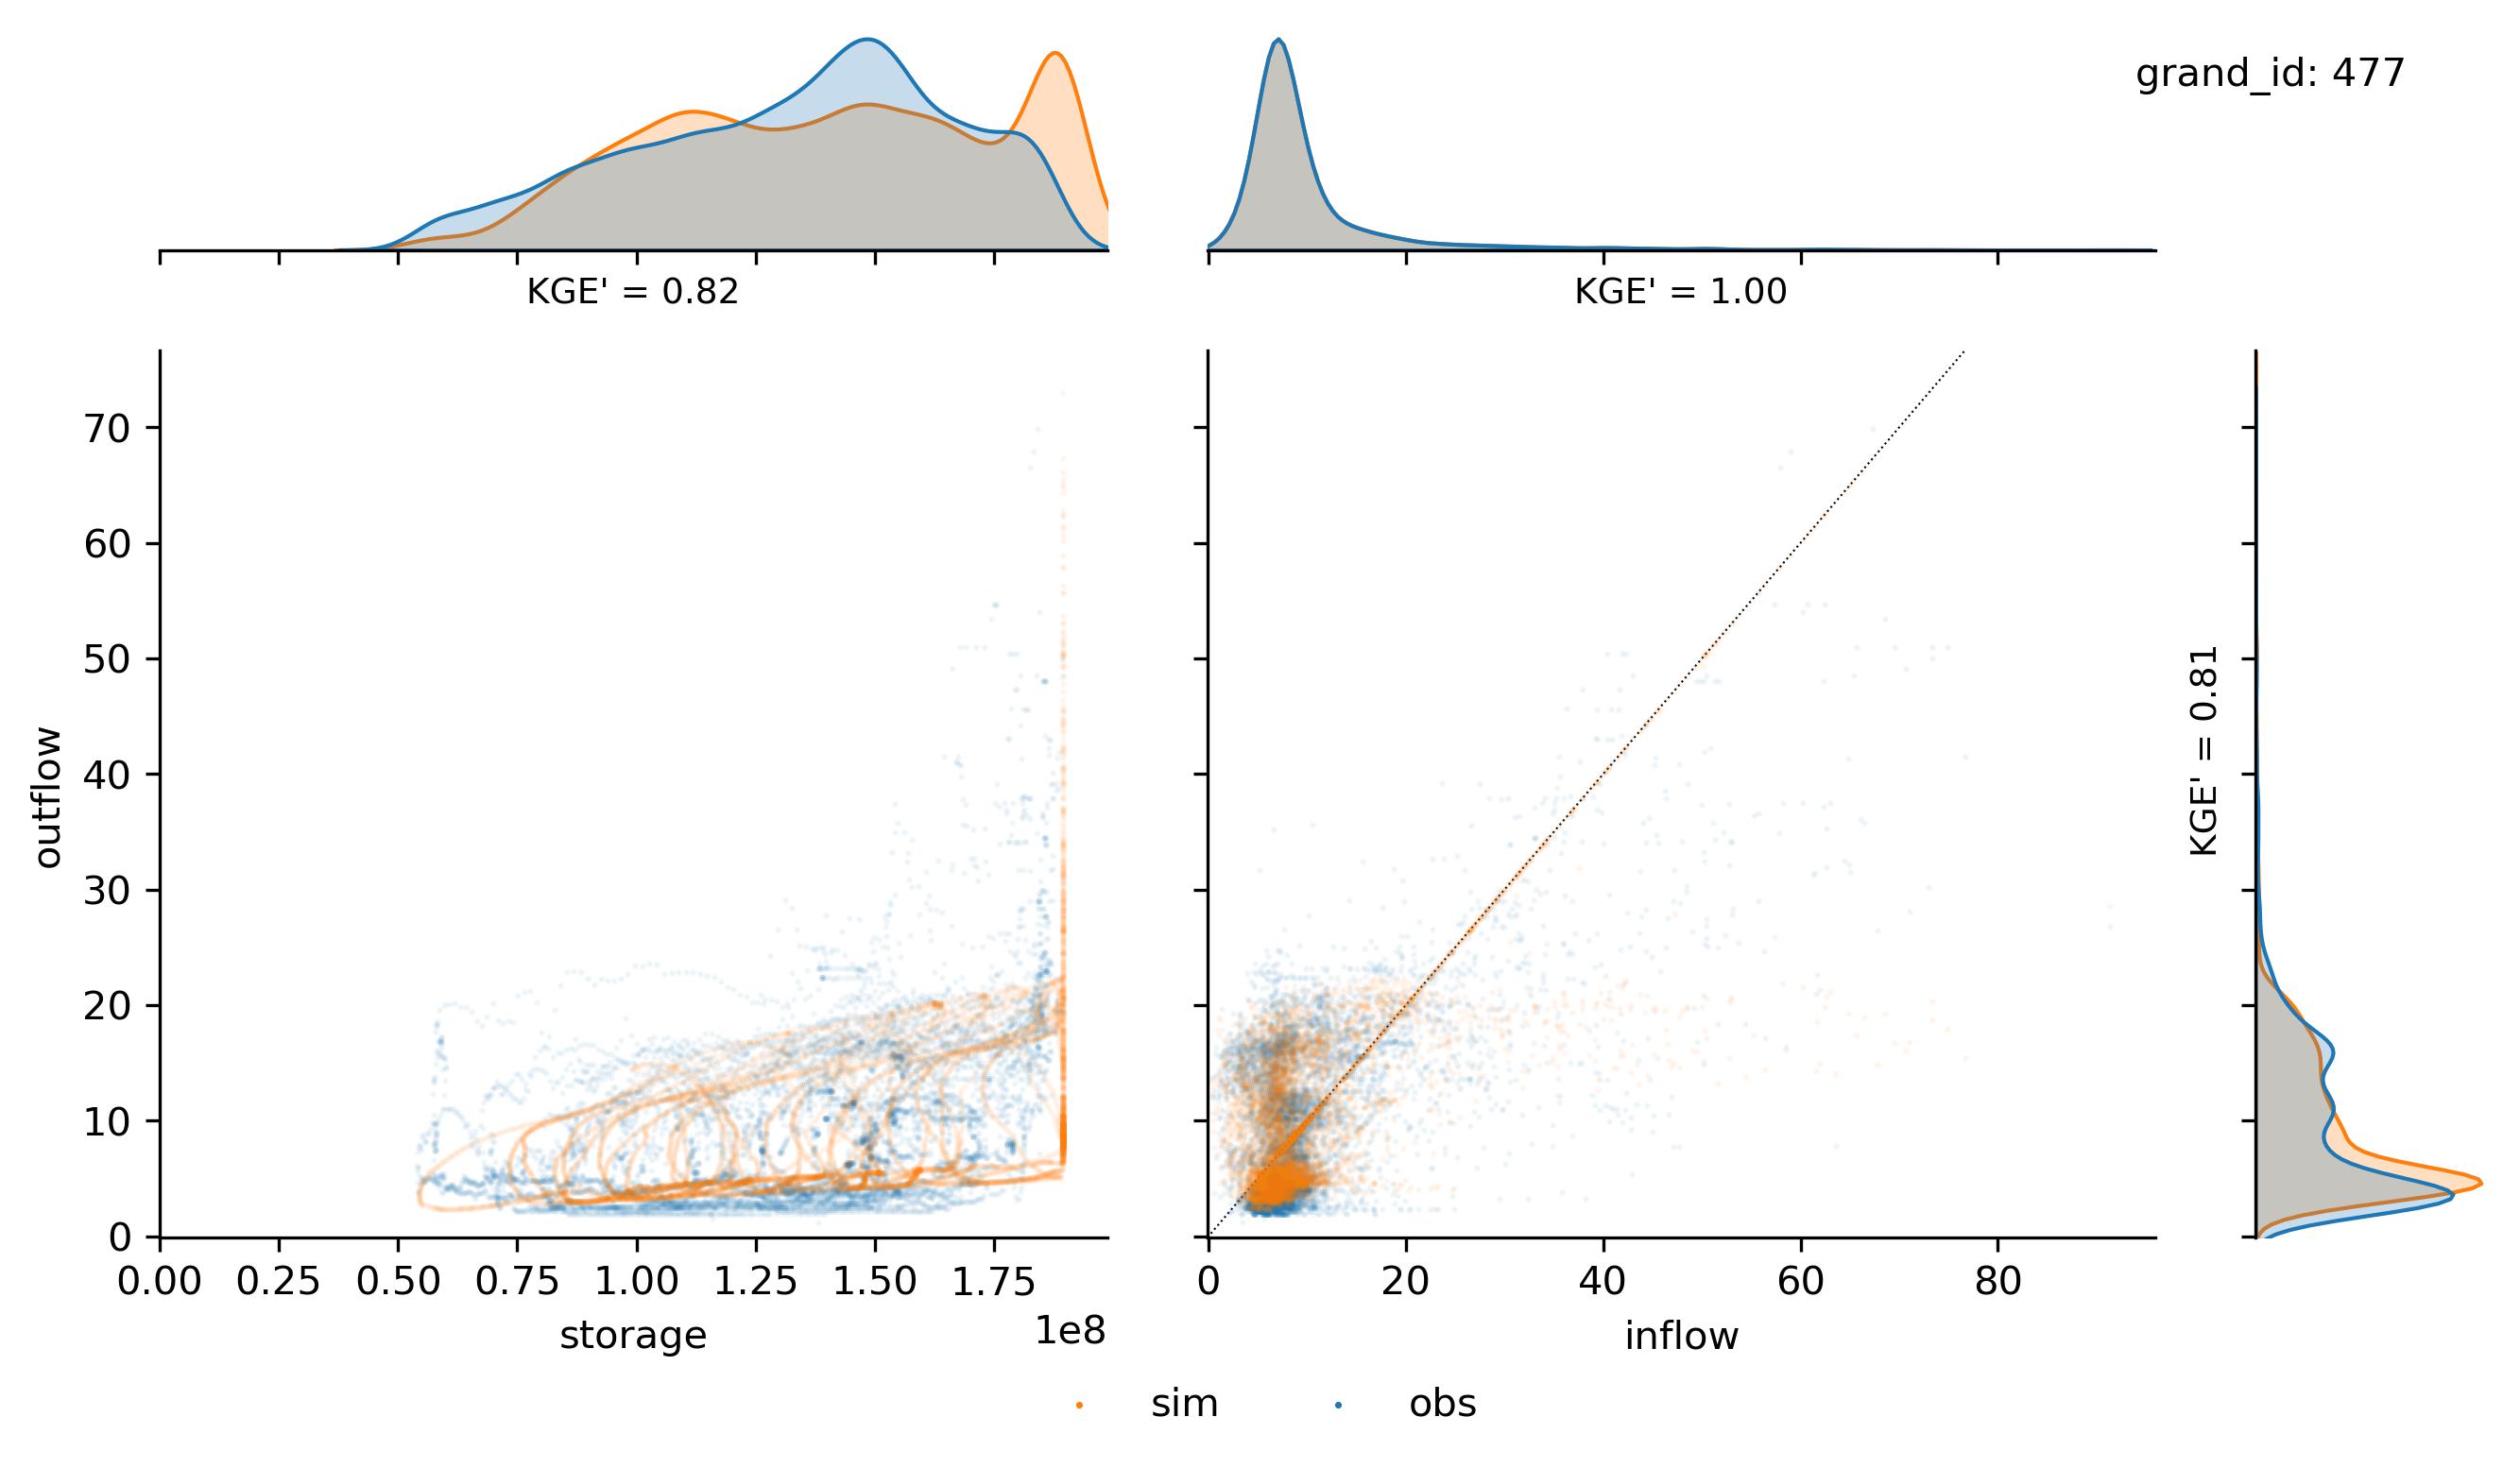 grand_id: 477
KGE' = 0.82
KGE' = 1.00
outflow
70
60
50
40
30
20
10
0
KGE' = 0.81
0.00 0.25 0.50 0.75 1.00 1.25 1.50 1.75
1e8
storage
0 20 40 60 80
inflow
sim obs